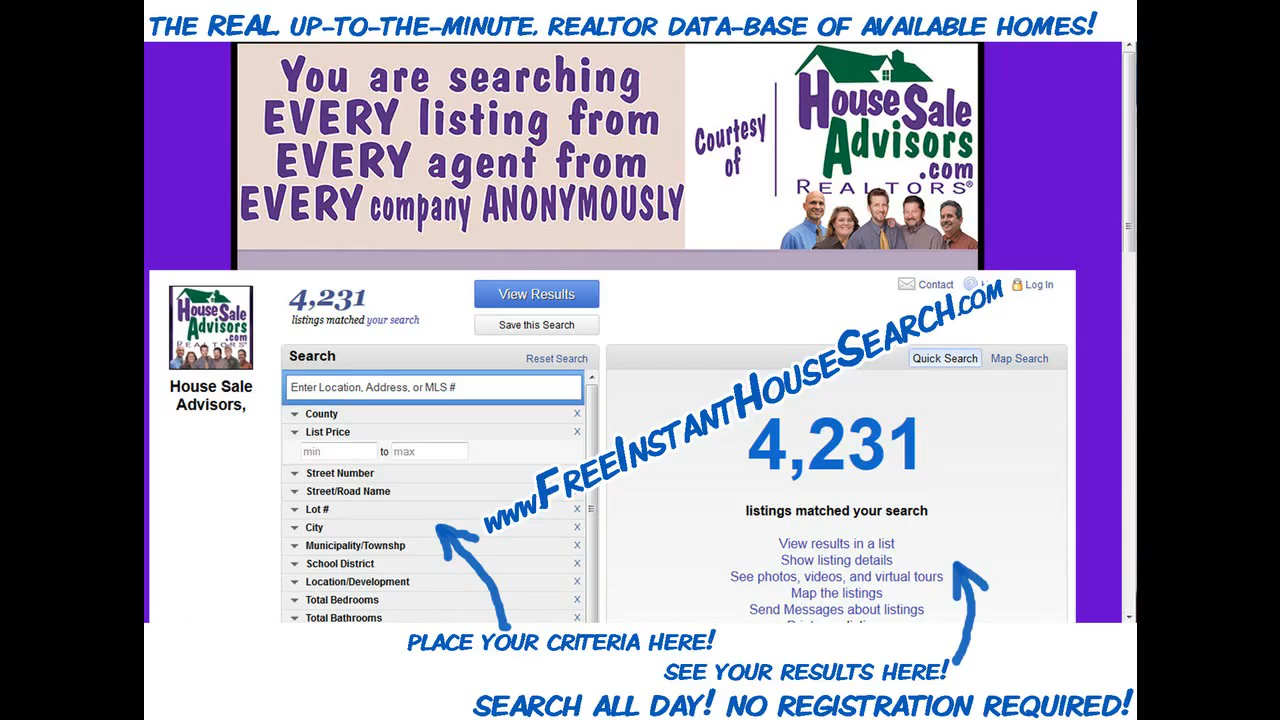 THE REAL, UP-TO-THE-MINUTE, REALTOR DATA-BASE OF AVAILABLE HOMES!
You are searching
EVERY listing from
EVERY agent from
EVERY company ANONYMOUSLY
Courtesy
of
HouseSale
Advisors
.com
REALTORS®
House Sale
Advisors
.com
REALTORS
House Sale
Advisors,
4,231
listings matched your search
View Results
Save this Search
Contact
Log In
Search
Reset Search
Quick Search
Map Search
Enter Location, Address, or MLS #
County X
List Price X
min to max
Street Number
Street/Road Name
Lot # X
City X
Municipality/Townshp X
School District X
Location/Development X
Total Bedrooms X
Total Bathrooms X
www.FreeInstantHouseSearch.com
4,231
listings matched your search
View results in a list
Show listing details
See photos, videos, and virtual tours
Map the listings
Send Messages about listings
PLACE YOUR CRITERIA HERE!
SEE YOUR RESULTS HERE!
SEARCH ALL DAY! NO REGISTRATION REQUIRED!